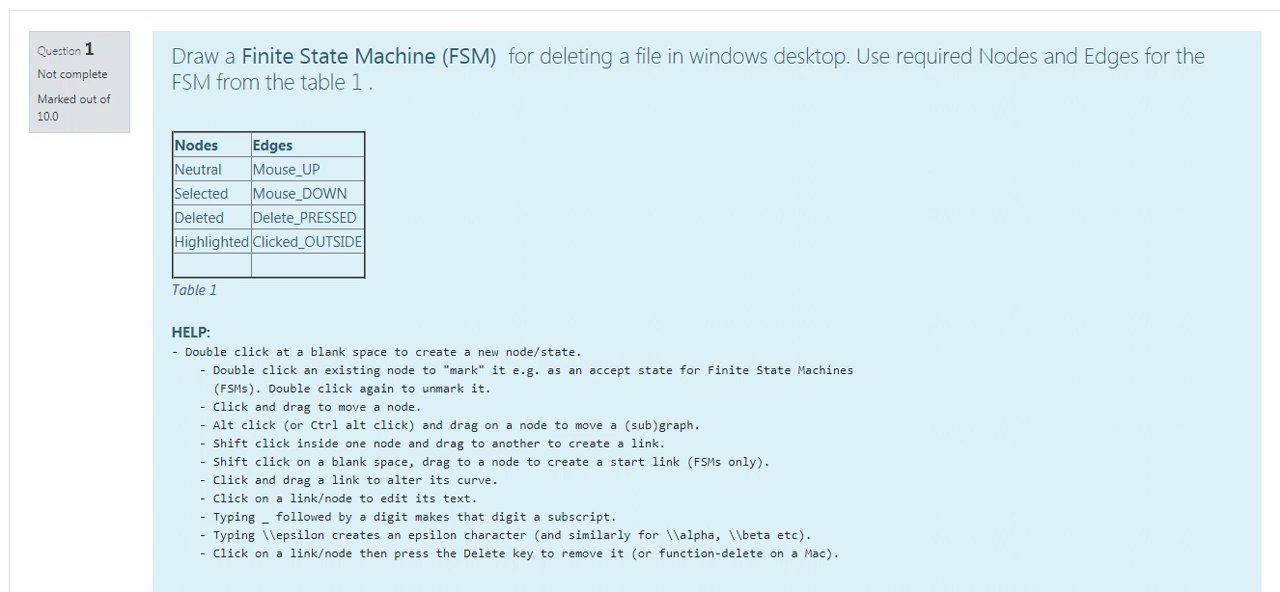 Question 1
Not complete
Marked out of
10.0
Draw a Finite State Machine (FSM) for deleting a file in windows desktop. Use required Nodes and Edges for the
FSM from the table 1 .
Nodes Edges
Neutral Mouse_UP
Selected Mouse_DOWN
Deleted Delete_PRESSED
Highlighted Clicked_OUTSIDE
Table 1
HELP:
- Double click at a blank space to create a new node/state.
- Double click an existing node to "mark" it e.g. as an accept state for Finite State Machines
(FSMs). Double click again to unmark it.
- Click and drag to move a node.
- Alt click (or Ctrl alt click) and drag on a node to move a (sub)graph.
- Shift click inside one node and drag to another to create a link.
- Shift click on a blank space, drag to a node to create a start link (FSMs only).
- Click and drag a link to alter its curve.
- Click on a link/node to edit its text.
- Typing _ followed by a digit makes that digit a subscript.
- Typing \\epsilon creates an epsilon character (and similarly for \\alpha, \\beta etc).
- Click on a link/node then press the Delete key to remove it (or function-delete on a Mac).